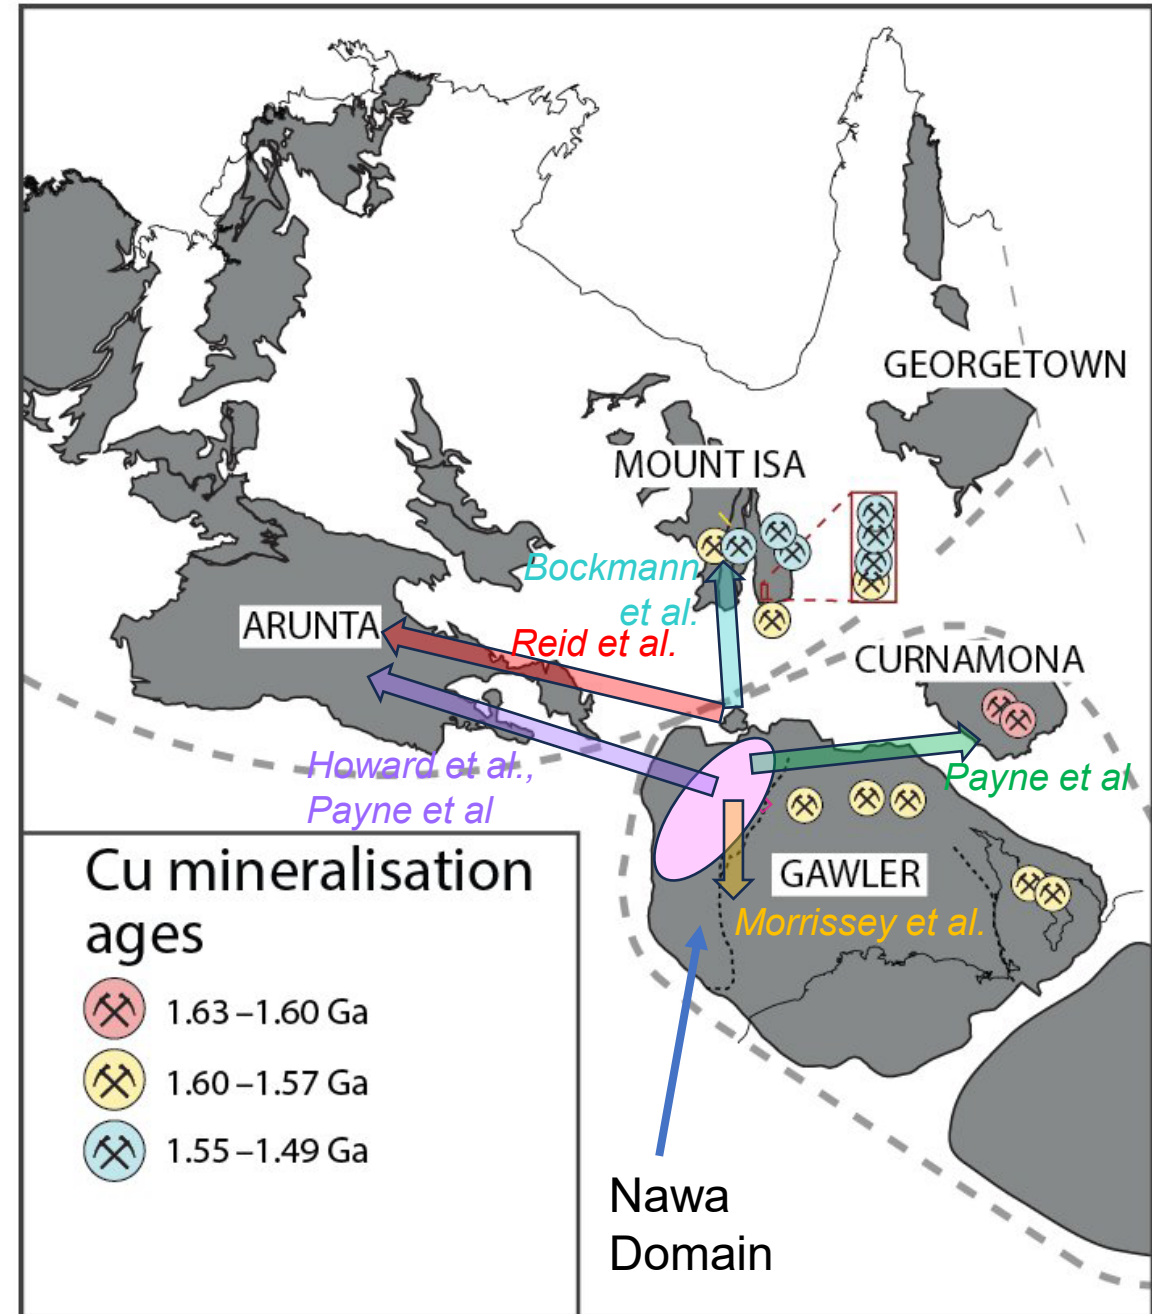 GEORGETOWN
MOUNT ISA
Bockmann
et al.
ARUNTA
Reid et al.
CURNAMONA
Howard et al.,
Payne et al
Payne et al
GAWLER
Morrissey et al.
Cu mineralisation
ages
1.63–1.60 Ga
1.60–1.57 Ga
1.55–1.49 Ga
Nawa
Domain